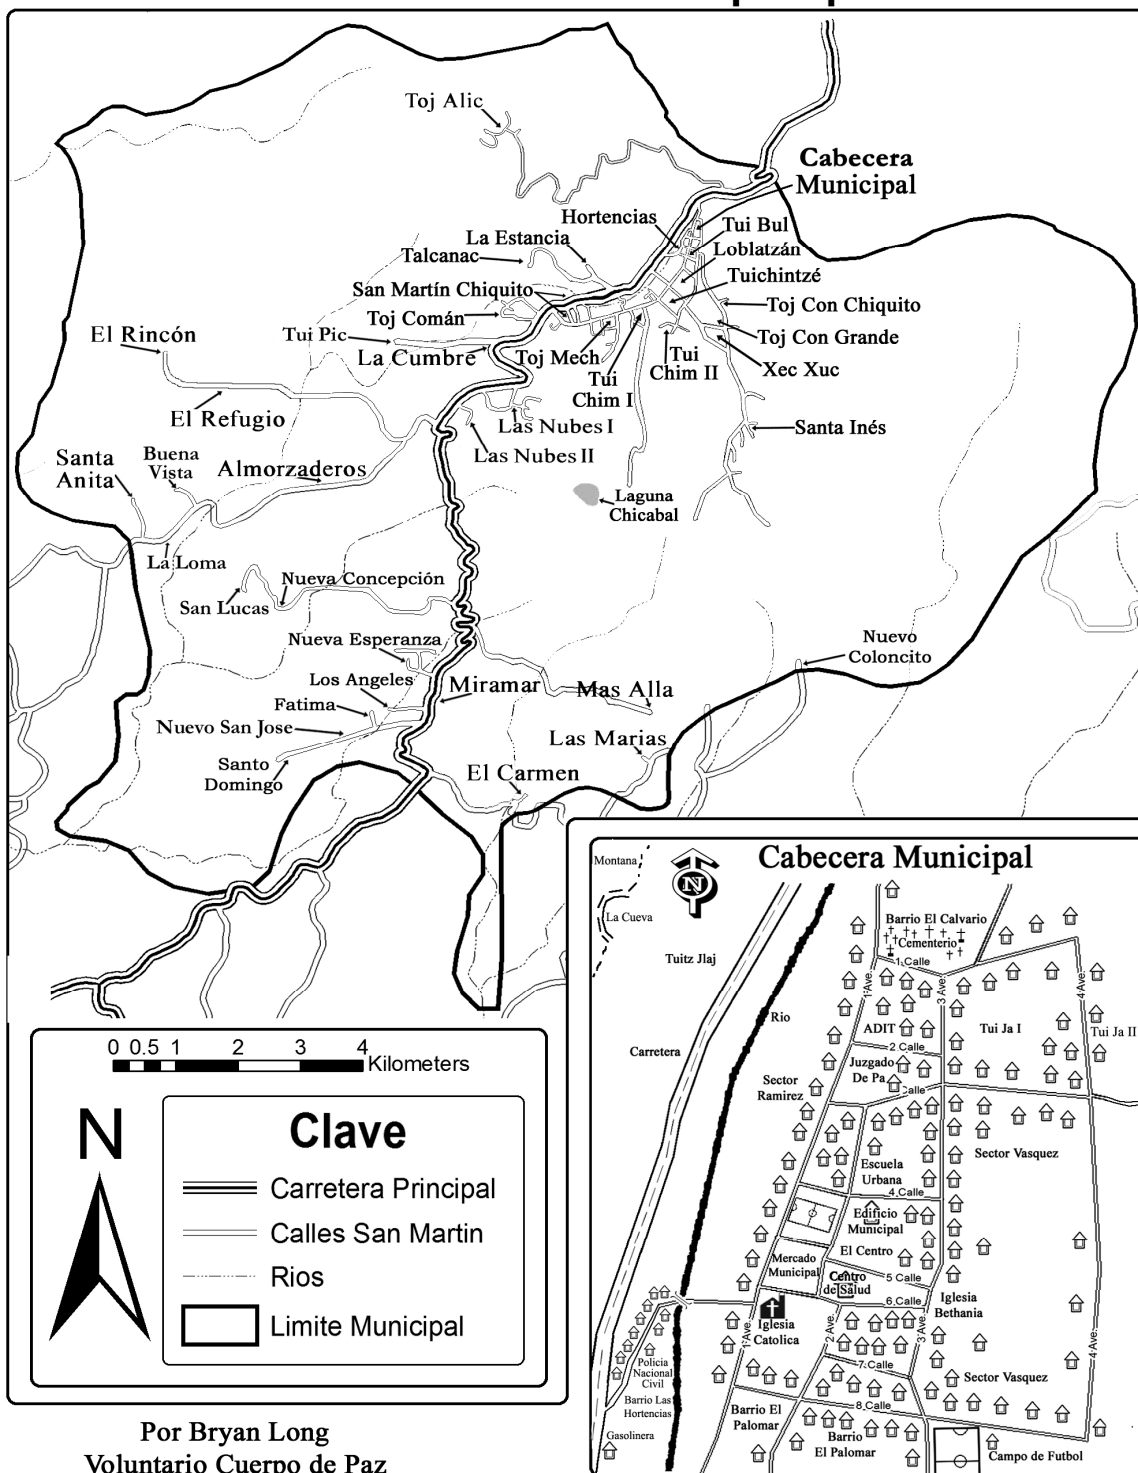 Toj Alic
Cabecera
Municipal
Hortencias
Tui Bul
La Estancia
Loblatzán
Talcanac
Tuichintzé
San Martín Chiquito
Toj Con Chiquito
Toj Comán
El Rincón
Tui Pic
Toj Con Grande
La Cumbre
Toj Mech
Tui
Chim II
Xec Xuc
Tui
Chim I
El Refugio
Las Nubes I
Santa Inés
Las Nubes II
Santa
Anita
Buena
Vista
Almorzaderos
Laguna
Chicabal
La Loma
Nueva Concepción
San Lucas
Nueva Esperanza
Nuevo
Coloncito
Los Angeles
Miramar
Mas Alla
Fatima
Nuevo San Jose
Las Marias
Santo
Domingo
El Carmen
Cabecera Municipal
Montana
N
La Cueva
Barrio El Calvario
Cementerio
Tuitz Jlaj
1 Calle
1 Ave.
3 Ave.
4 Ave.
Rio
ADIT
Tui Ja I
Tui Ja II
Carretera
2 Calle
Juzgado
De Pa
Calle
Sector
Ramirez
Sector Vasquez
Escuela
Urbana
4 Calle
Edificio
Municipal
El Centro
Mercado
Municipal
Centro
de Salud
5 Calle
6 Calle
Iglesia
Bethania
Iglesia
Catolica
1 Ave.
2 Ave.
3 Ave.
4 Ave.
7 Calle
Policia
Nacional
Civil
Sector Vasquez
Barrio Las
Hortencias
8 Calle
Barrio El
Palomar
Gasolinera
Barrio
El Palomar
Campo de Futbol
0 0.5 1 2 3 4
Kilometers
N
Clave
Carretera Principal
Calles San Martin
Rios
Limite Municipal
Por Bryan Long
Voluntario Cuerpo de Paz